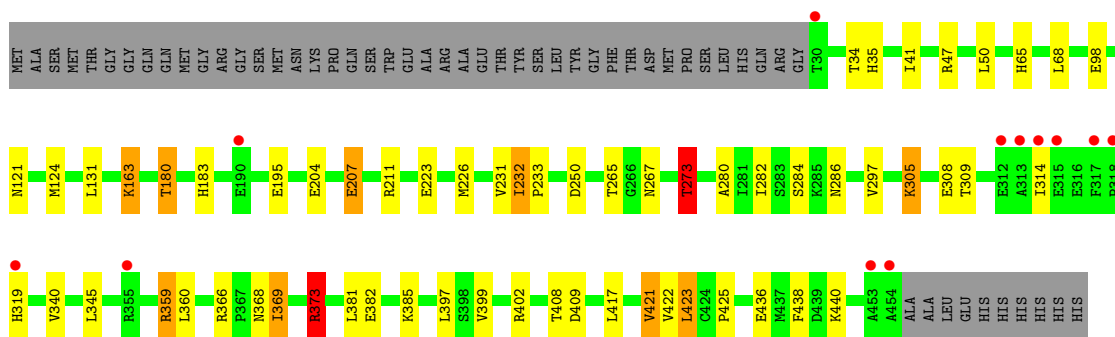 MET ALA SER MET THR GLY GLY GLN GLN MET GLY ARG GLY SER MET ASN LYS PRO GLN SER TRP GLU ALA ARG ALA GLU THR TYR SER LEU TYR GLY PHE THR ASP MET PRO SER LEU HIS GLN ARG GLY T30 T34 H35 I41 R47 L50 H65 L68 E98
N121 M124 L131 K163 T180 H183 E190 E195 E204 E207 R211 E223 M226 V231 I232 P233 D250 T265 G266 N267 T273 A280 I281 I282 S283 S284 K285 N286 V297 K305 E308 T309 E312 A313 I314 E315 E316 F317
H319 V340 L345 R355 R359 L360 R366 P367 N368 I369 R373 L381 E382 K385 L397 S398 V399 R402 T408 D409 L417 V421 V422 L423 C424 P425 E436 M437 F438 D439 K440 A453 A454 ALA ALA LEU GLU HIS HIS HIS HIS HIS HIS